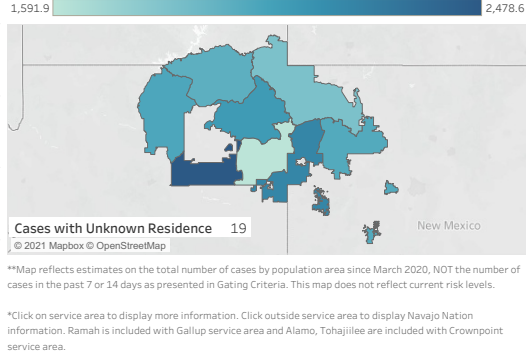 1,591.9 2,478.6
New Mexico
Cases with Unknown Residence 19
© 2021 Mapbox © OpenStreetMap
**Map reflects estimates on the total number of cases by population area since March 2020, NOT the number of
cases in the past 7 or 14 days as presented in Gating Criteria. This map does not reflect current risk levels.
*Click on service area to display more information. Click outside service area to display Navajo Nation
information. Ramah is included with Gallup service area and Alamo, Tohajiilee are included with Crownpoint
service area.